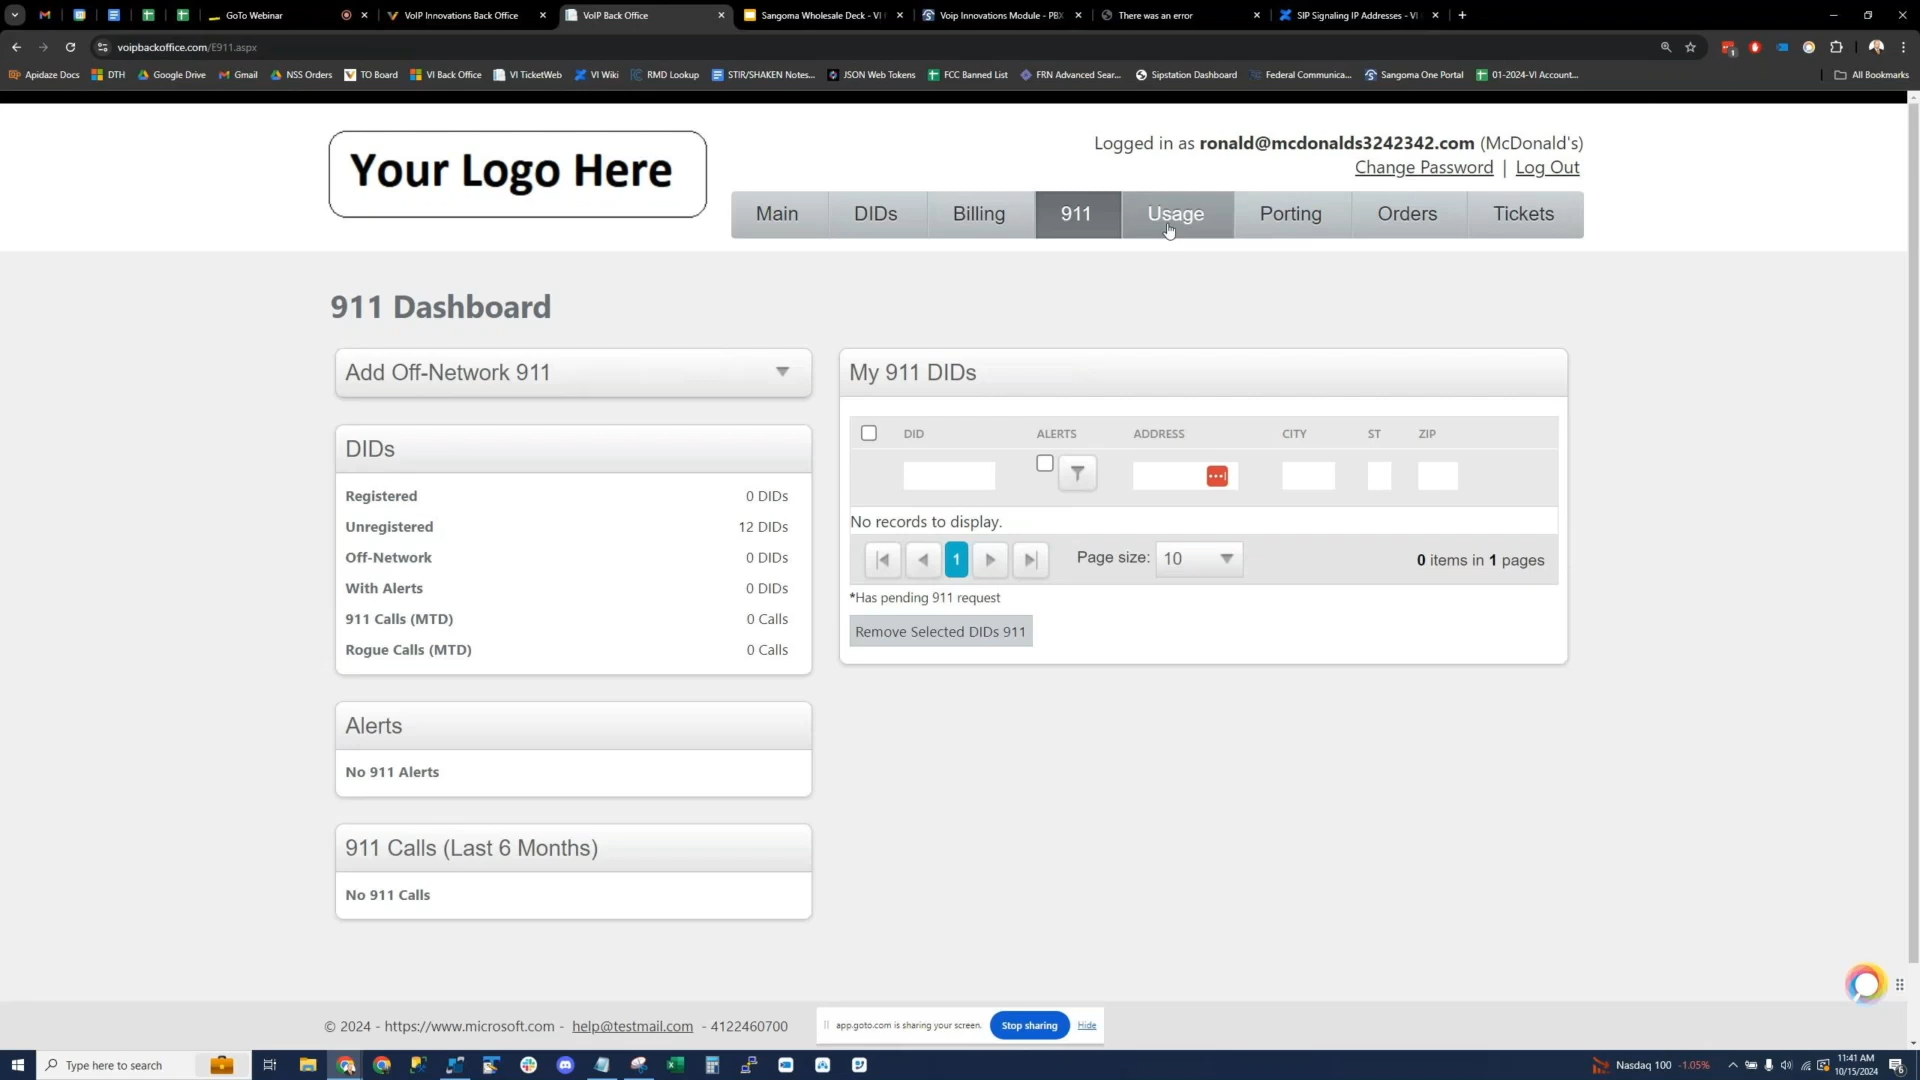 GoTo Webinar
VoIP Innovations Back Office
VoIP Back Office
Sangoma Wholesale Deck - VI
Voip Innovations Module - PBX
There was an error
SIP Signaling IP Addresses - VI
voipbackoffice.com/E911.aspx
Apidaze Docs
DTH
Google Drive
Gmail
NSS Orders
TO Board
VI Back Office
VI TicketWeb
VI Wiki
RMD Lookup
STIR/SHAKEN Notes...
JSON Web Tokens
FCC Banned List
FRN Advanced Sear...
Sipstation Dashboard
Federal Communica...
Sangoma One Portal
01-2024-VI Account...
All Bookmarks
Your Logo Here
Logged in as ronald@mcdonalds3242342.com (McDonald's)
Change Password | Log Out
Main
DIDs
Billing
911
Usage
Porting
Orders
Tickets
911 Dashboard
Add Off-Network 911
DIDs
Registered 0 DIDs
Unregistered 12 DIDs
Off-Network 0 DIDs
With Alerts 0 DIDs
911 Calls (MTD) 0 Calls
Rogue Calls (MTD) 0 Calls
Alerts
No 911 Alerts
911 Calls (Last 6 Months)
No 911 Calls
My 911 DIDs
DID ALERTS ADDRESS CITY ST ZIP
No records to display.
1
Page size: 10
0 items in 1 pages
*Has pending 911 request
Remove Selected DIDs 911
© 2024 - https://www.microsoft.com - help@testmail.com - 4122460700
app.goto.com is sharing your screen.
Stop sharing
Hide
Type here to search
Nasdaq 100 -1.05%
11:41 AM
10/15/2024